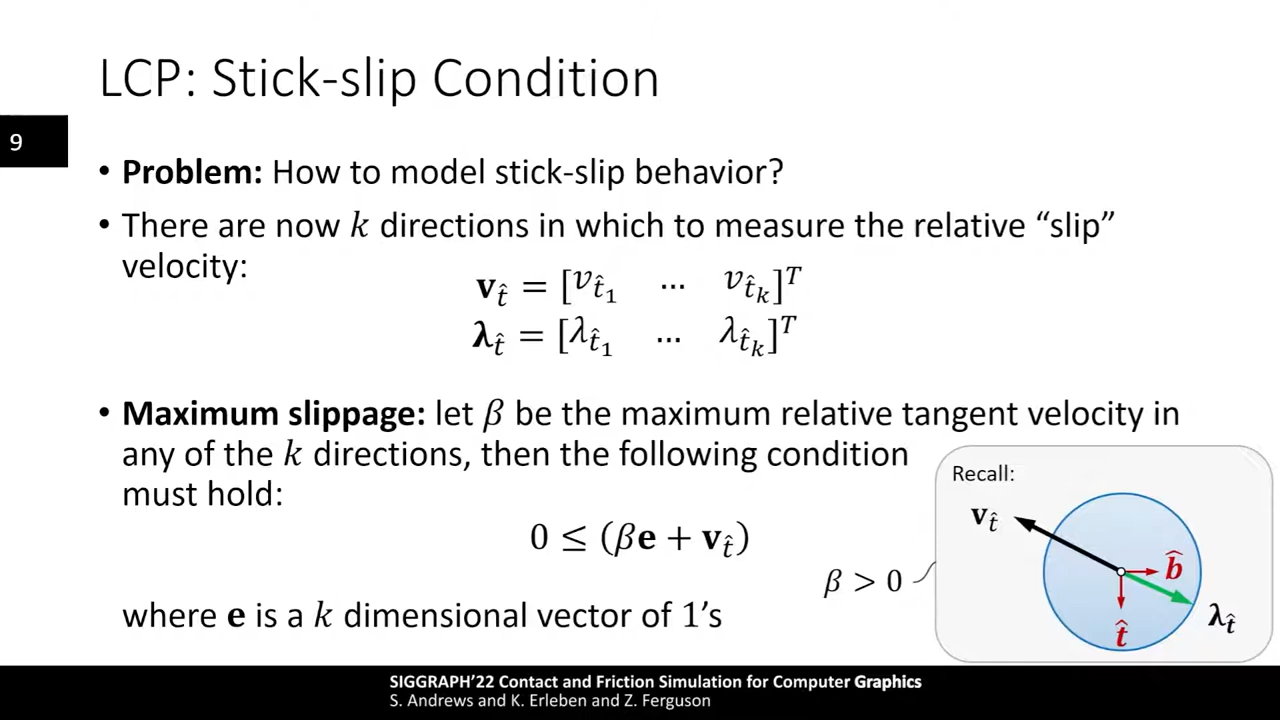 LCP: Stick-slip Condition
9
• Problem: How to model stick-slip behavior?
• There are now k directions in which to measure the relative “slip”
velocity:
𝐯_t̂ = [v_t̂₁ ⋯ v_t̂ₖ]ᵀ
𝛌_t̂ = [λ_t̂₁ ⋯ λ_t̂ₖ]ᵀ
• Maximum slippage: let β be the maximum relative tangent velocity in
any of the k directions, then the following condition
must hold:
0 ≤ (β𝐞 + 𝐯_t̂)
where 𝐞 is a k dimensional vector of 1’s
β > 0
Recall:
𝐯_t̂
b̂
t̂
𝛌_t̂
SIGGRAPH’22 Contact and Friction Simulation for Computer Graphics
S. Andrews and K. Erleben and Z. Ferguson